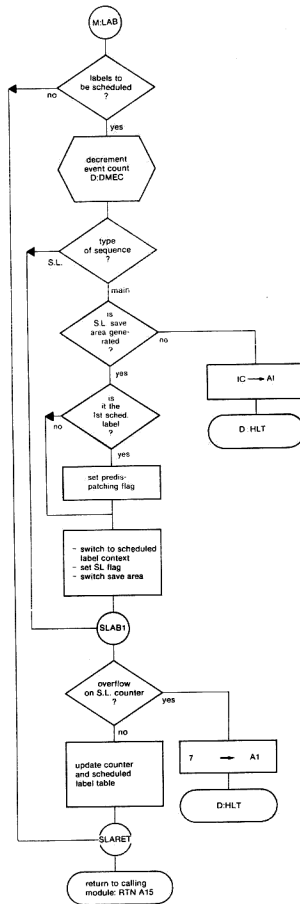 M:LAB
labels to
be scheduled
?
no
yes
decrement
event count
D:DMEC
type
of sequence
?
S.L.
main
is
S.L save
area gene-
rated
?
no
yes
IC → AI
D:HLT
is
it the
1st sched.
label
?
no
yes
set predis-
patching flag
- switch to scheduled
label context
- set SL flag
- switch save area
SLAB1
overflow
on S.L. counter
?
yes
no
7 → A1
D:HLT
update counter
and scheduled
label table
SLARET
return to calling
module: RTN A15